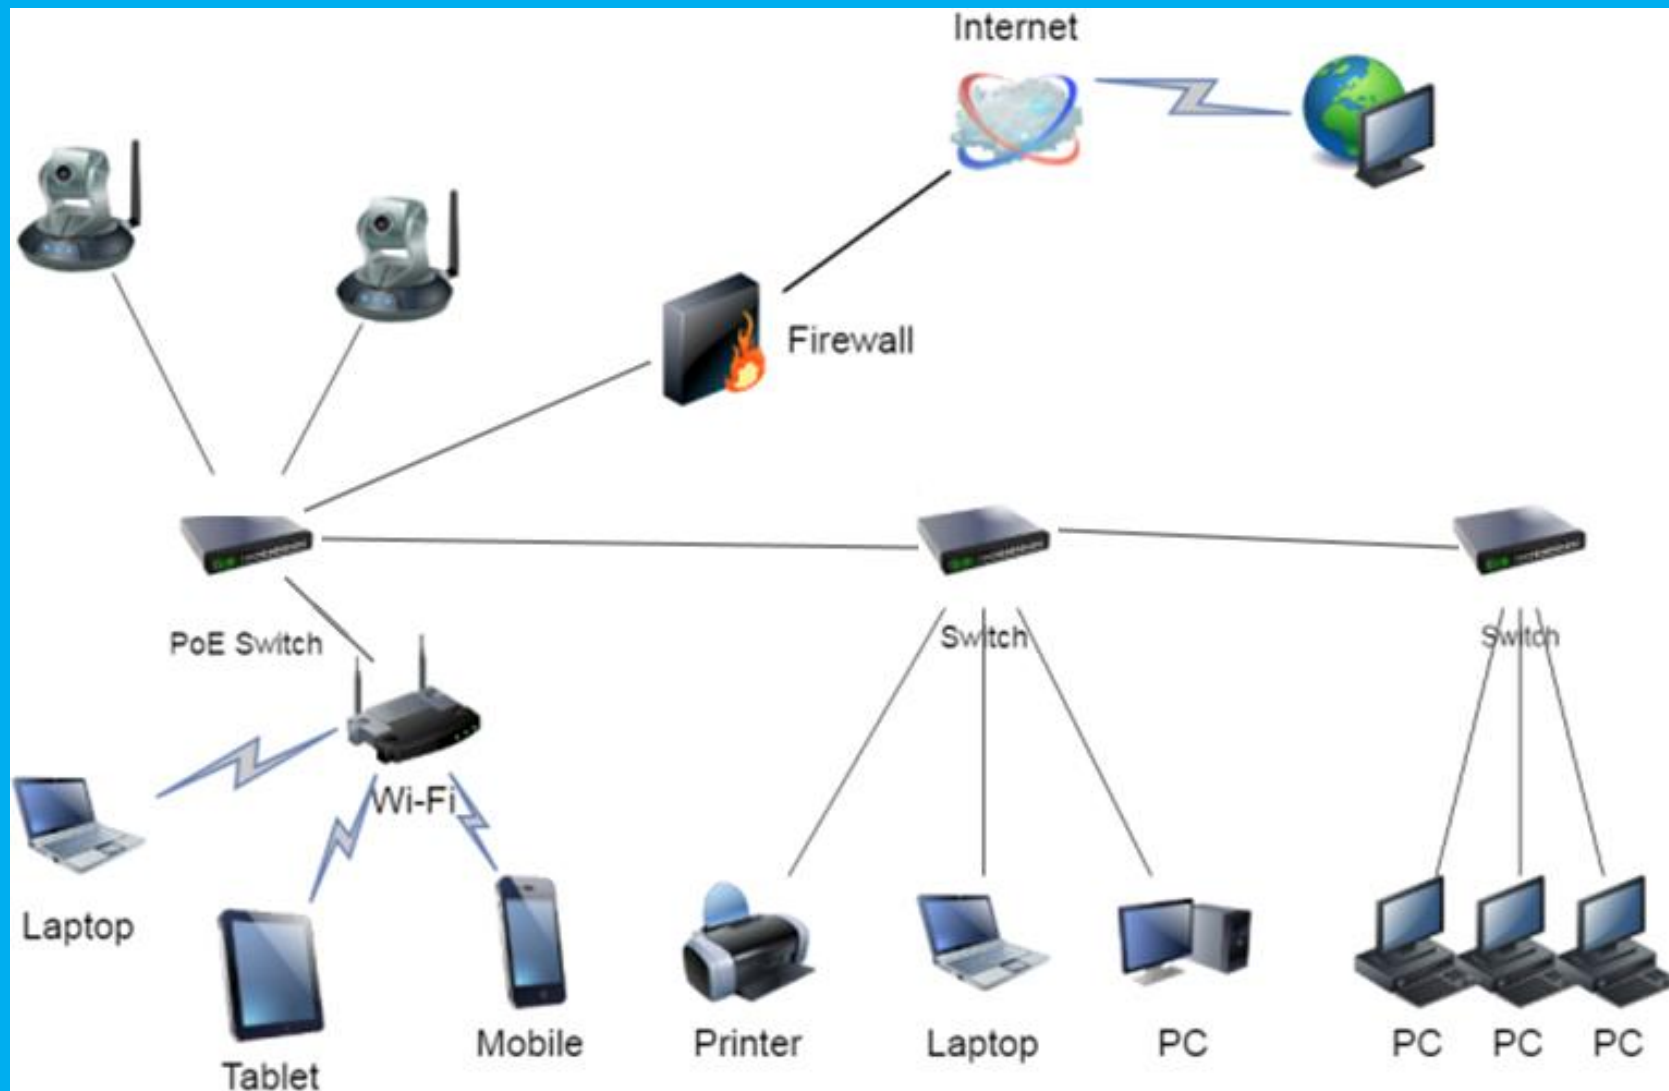 Internet
Firewall
PoE Switch
Switch
Switch
Wi-Fi
Laptop
Tablet
Mobile
Printer
Laptop
PC
PC
PC
PC